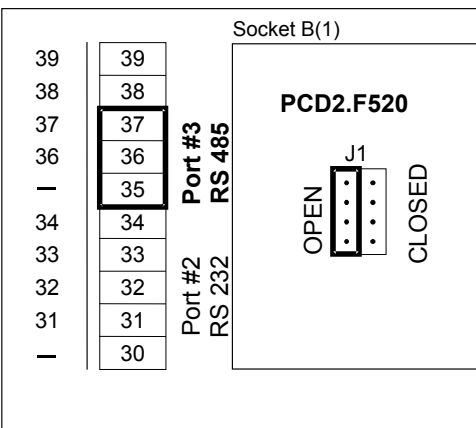 Socket B(1)
39 39
38 38
37 37
36 36
— 35
34 34
33 33
32 32
31 31
— 30
Port #3
RS 485
Port #2
RS 232
PCD2.F520
J1
OPEN
CLOSED